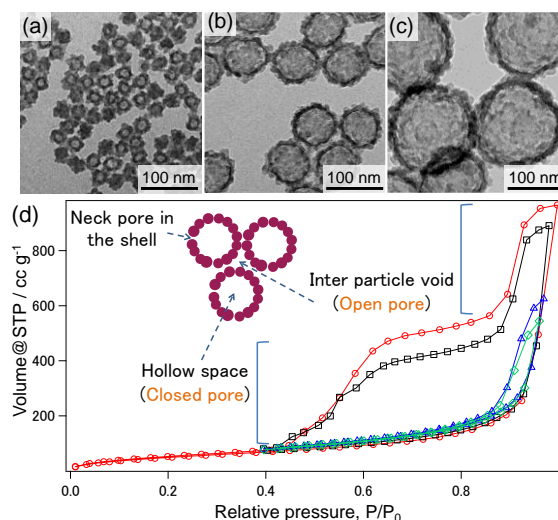 (a)
(b)
(c)
100 nm
100 nm
100 nm
(d)
Neck pore in
the shell
Inter particle void
(Open pore)
Hollow space
(Closed pore)
Volume@ STP / cc g⁻¹
800
600
400
200
0.0
0.2
0.4
0.6
0.8
Relative pressure, P/P₀